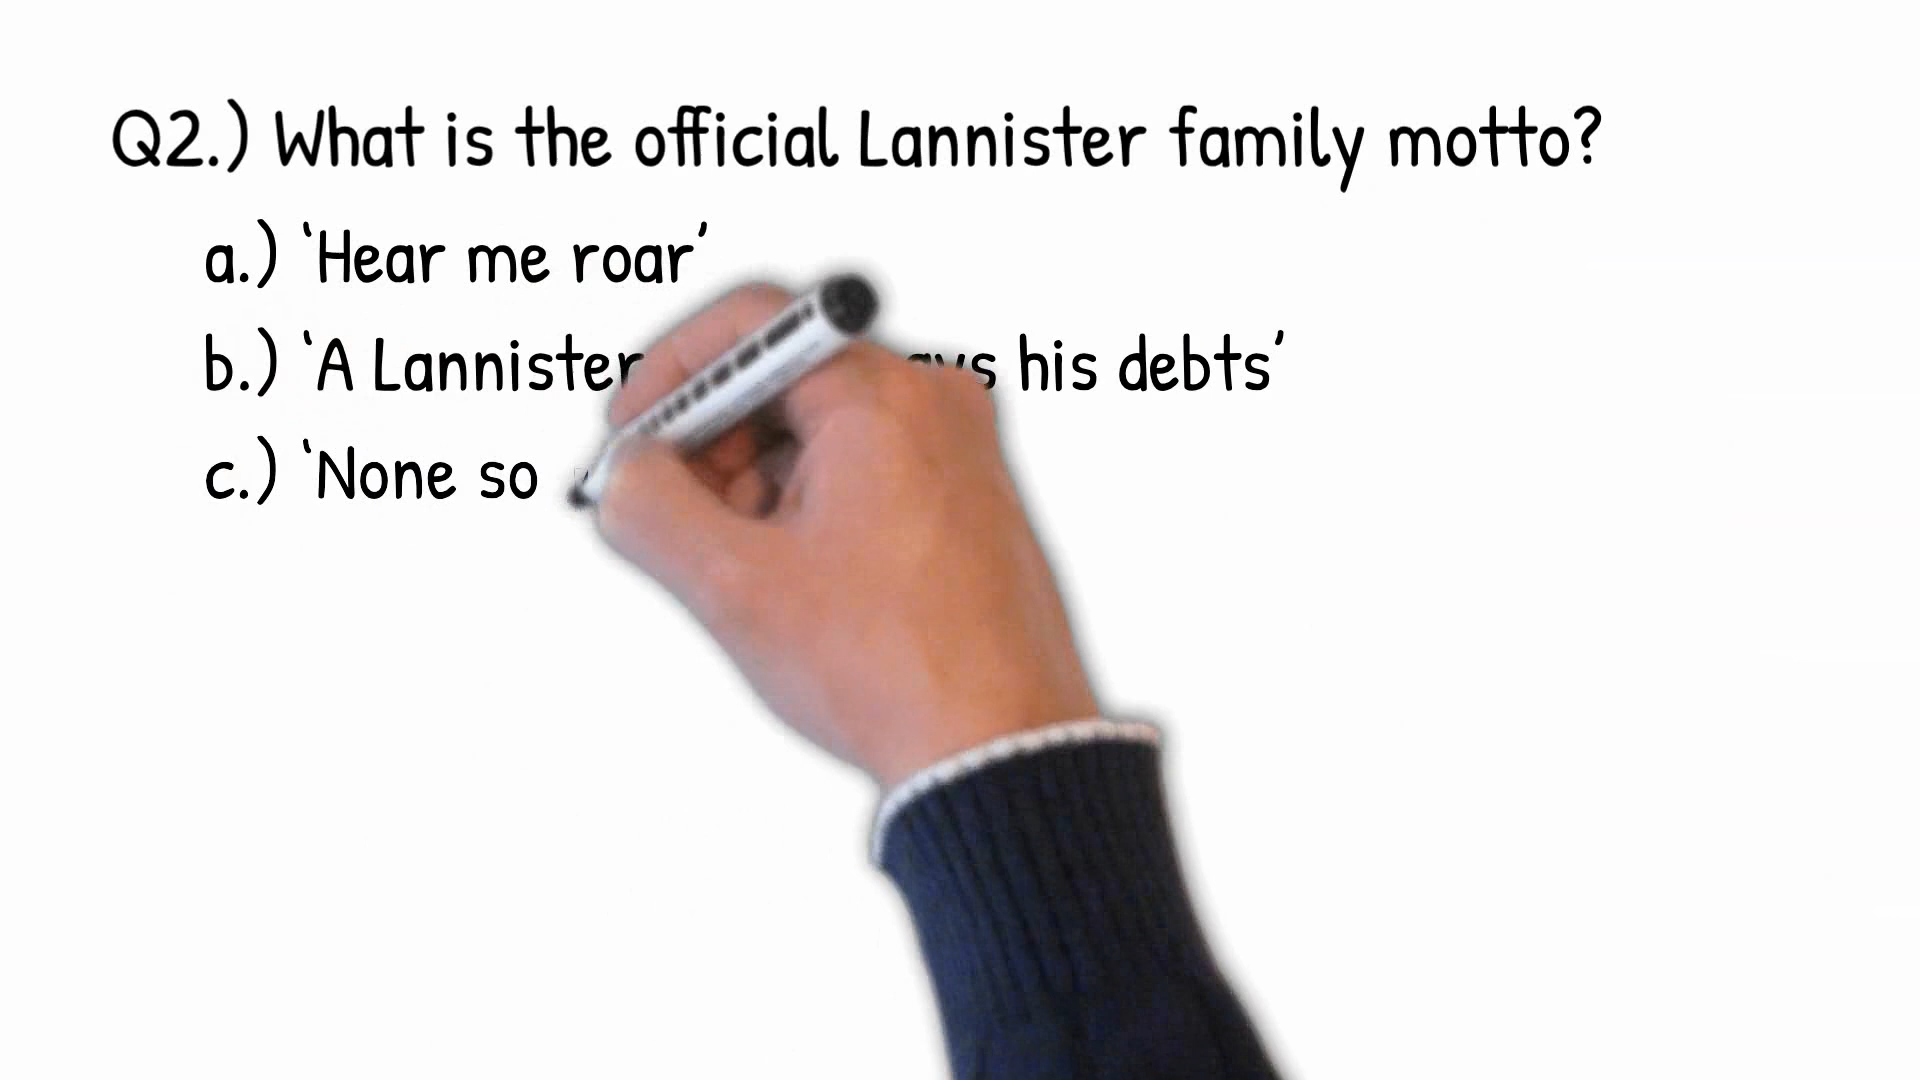 Q2.) What is the official Lannister family motto?
a.) ‘Hear me roar’
b.) ‘A Lannister his debts’
c.) ‘None so